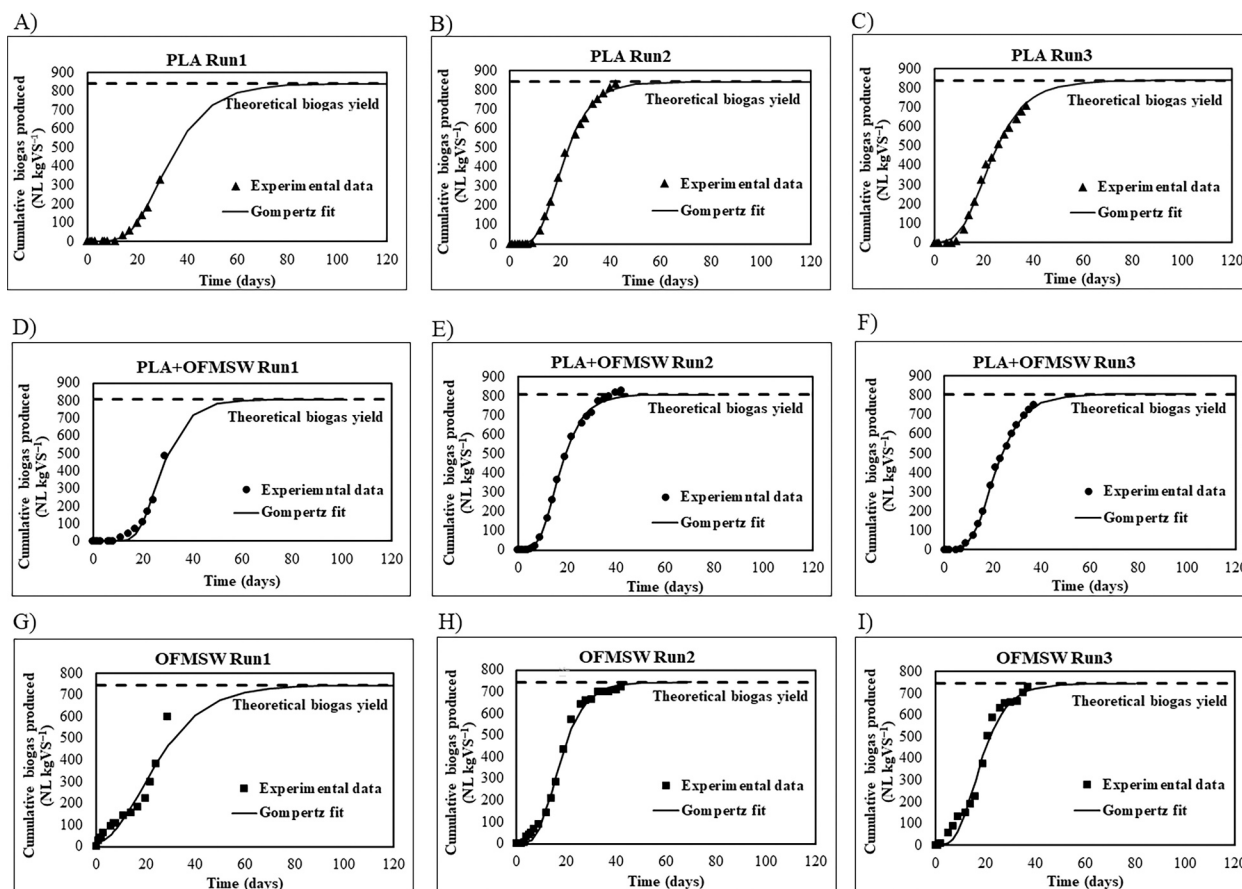 A)
PLA Run1
Cumulative biogas produced
(NL kgVS⁻¹)
900
800
700
600
500
400
300
200
100
0
Theoretical biogas yield
Experimental data
Gompertz fit
0 20 40 60 80 100 120
Time (days)
B)
PLA Run2
Cumulative biogas produced
(NL kgVS⁻¹)
900
800
700
600
500
400
300
200
100
0
Theoretical biogas yield
Experimental data
Gompertz fit
0 20 40 60 80 100 120
Time (days)
C)
PLA Run3
Cumulative biogas produced
(NL kgVS⁻¹)
900
800
700
600
500
400
300
200
100
0
Theoretical biogas yield
Experimental data
Gompertz fit
0 20 40 60 80 100 120
Time (days)
D)
PLA+OFMSW Run1
Cumulative biogas produced
(NL kgVS⁻¹)
900
800
700
600
500
400
300
200
100
0
Theoretical biogas yield
Experiemntal data
Gompertz fit
0 20 40 60 80 100 120
Time (days)
E)
PLA+OFMSW Run2
Cumulative biogas produced
(NL kgVS⁻¹)
900
800
700
600
500
400
300
200
100
0
Theoretical biogas yield
Experiemntal data
Gompertz fit
0 20 40 60 80 100 120
Time (days)
F)
PLA+OFMSW Run3
Cumulative biogas produced
(NL kgVS⁻¹)
900
800
700
600
500
400
300
200
100
0
Theoretical biogas yield
Experimental data
Gompertz fit
0 20 40 60 80 100 120
Time (days)
G)
OFMSW Run1
Cumulative biogas produced
(NL kgVS⁻¹)
800
700
600
500
400
300
200
100
0
Theoretical biogas yield
Experimental data
Gompertz fit
0 20 40 60 80 100 120
Time (days)
H)
OFMSW Run2
Cumulative biogas produced
(NL kgVS⁻¹)
800
700
600
500
400
300
200
100
0
Theoretical biogas yield
Experimental data
Gompertz fit
0 20 40 60 80 100 120
Time (days)
I)
OFMSW Run3
Cumulative biogas produced
(NL kgVS⁻¹)
800
700
600
500
400
300
200
100
0
Theoretical biogas yield
Experimental data
Gompertz fit
0 20 40 60 80 100 120
Time (days)